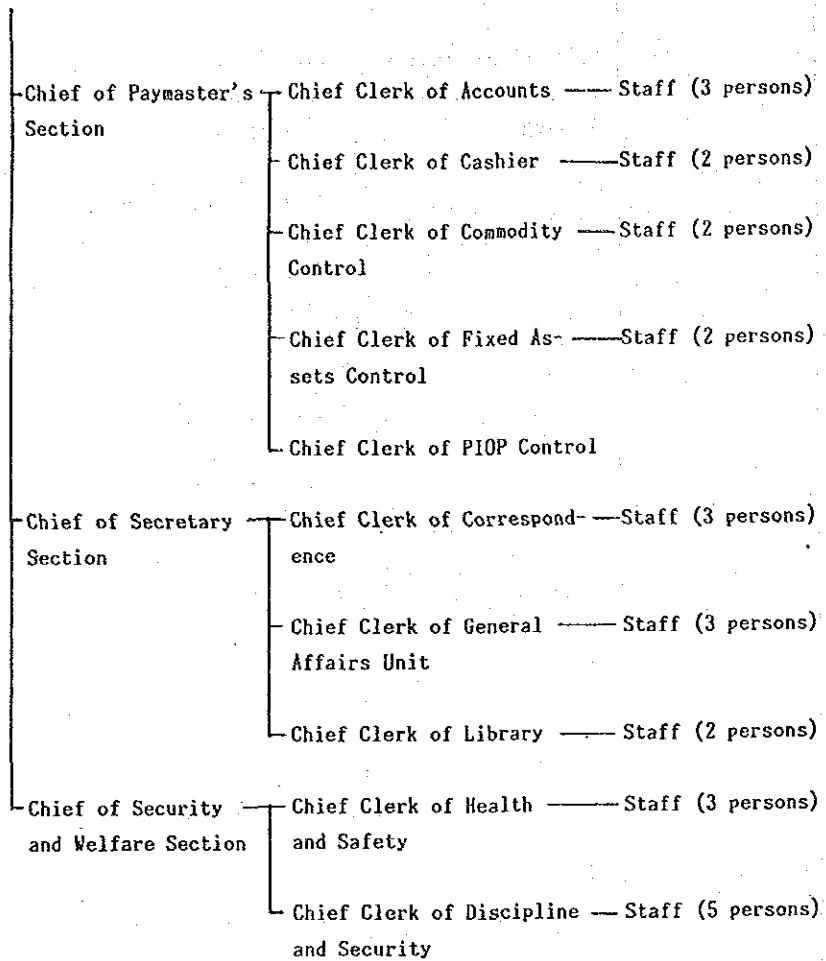 Chief of Paymaster's Chief Clerk of Accounts Staff (3 persons)
Section
Chief Clerk of Cashier Staff (2 persons)
Chief Clerk of Commodity Staff (2 persons)
Control
Chief Clerk of Fixed As- Staff (2 persons)
sets Control
Chief Clerk of PIOP Control
Chief of Secretary Chief Clerk of Correspond- Staff (3 persons)
Section ence
Chief Clerk of General Staff (3 persons)
Affairs Unit
Chief Clerk of Library Staff (2 persons)
Chief of Security Chief Clerk of Health Staff (3 persons)
and Welfare Section and Safety
Chief Clerk of Discipline Staff (5 persons)
and Security